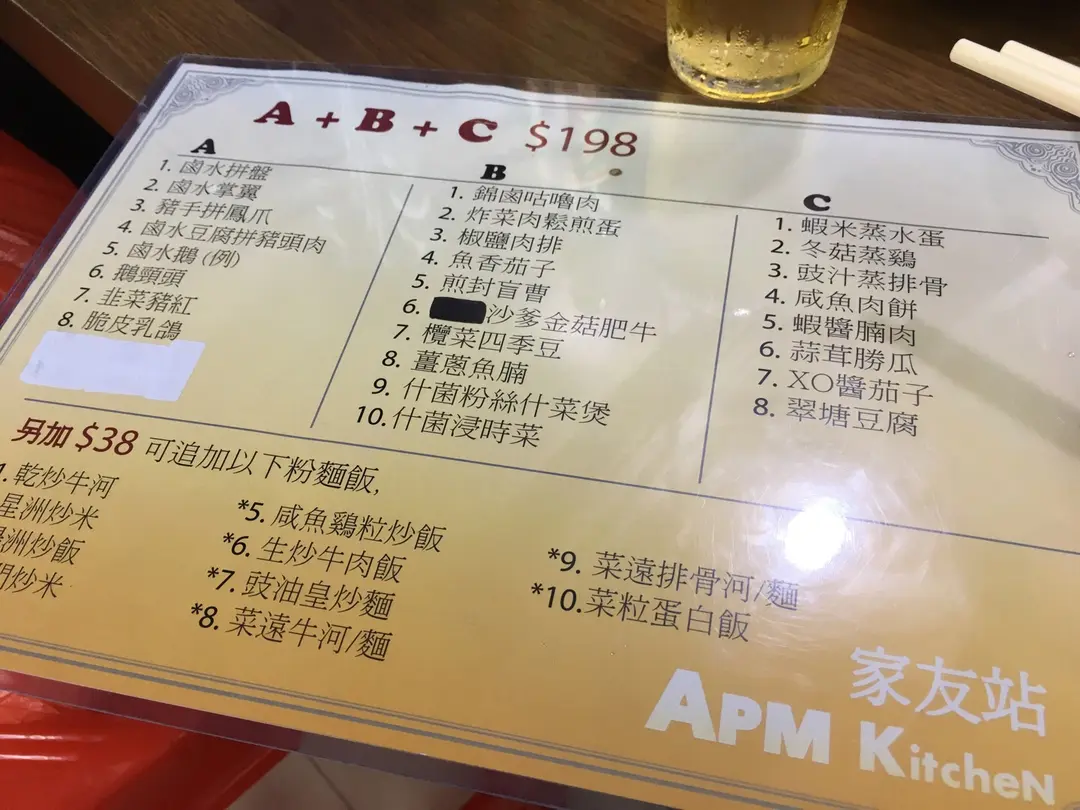 A + B + C $198
A
1. 鹵水拼盤
2. 鹵水掌翼
3. 豬手拼鳳爪
4. 鹵水豆腐拼豬頭肉
5. 鹵水鵝 (例)
6. 鵝頸頭
7. 韭菜豬紅
8. 脆皮乳鴿
B
1. 錦鹵咕嚕肉
2. 炸菜肉鬆煎蛋
3. 椒鹽肉排
4. 魚香茄子
5. 煎封盲曹
6. 沙爹金菇肥牛
7. 欖菜四季豆
8. 薑蔥魚腩
9. 什菌粉絲什菜煲
10. 什菌浸時菜
C
1. 蝦米蒸水蛋
2. 冬菇蒸鷄
3. 豉汁蒸排骨
4. 咸魚肉餅
5. 蝦醬腩肉
6. 蒜茸勝瓜
7. XO醬茄子
8. 翠塘豆腐
另加 $38 可追加以下粉麵飯,
1. 乾炒牛河
星洲炒米
洲炒飯
炒米
*5. 咸魚鷄粒炒飯
*6. 生炒牛肉飯
*7. 豉油皇炒麵
*8. 菜遠牛河/麵
*9. 菜遠排骨河/麵
*10. 菜粒蛋白飯
家友站
APM KitcheN